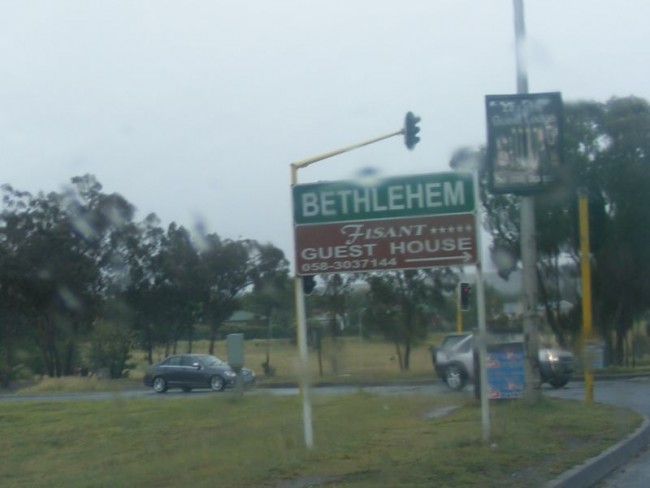 BETHLEHEM
FISANT *****
GUEST HOUSE
058-3037144